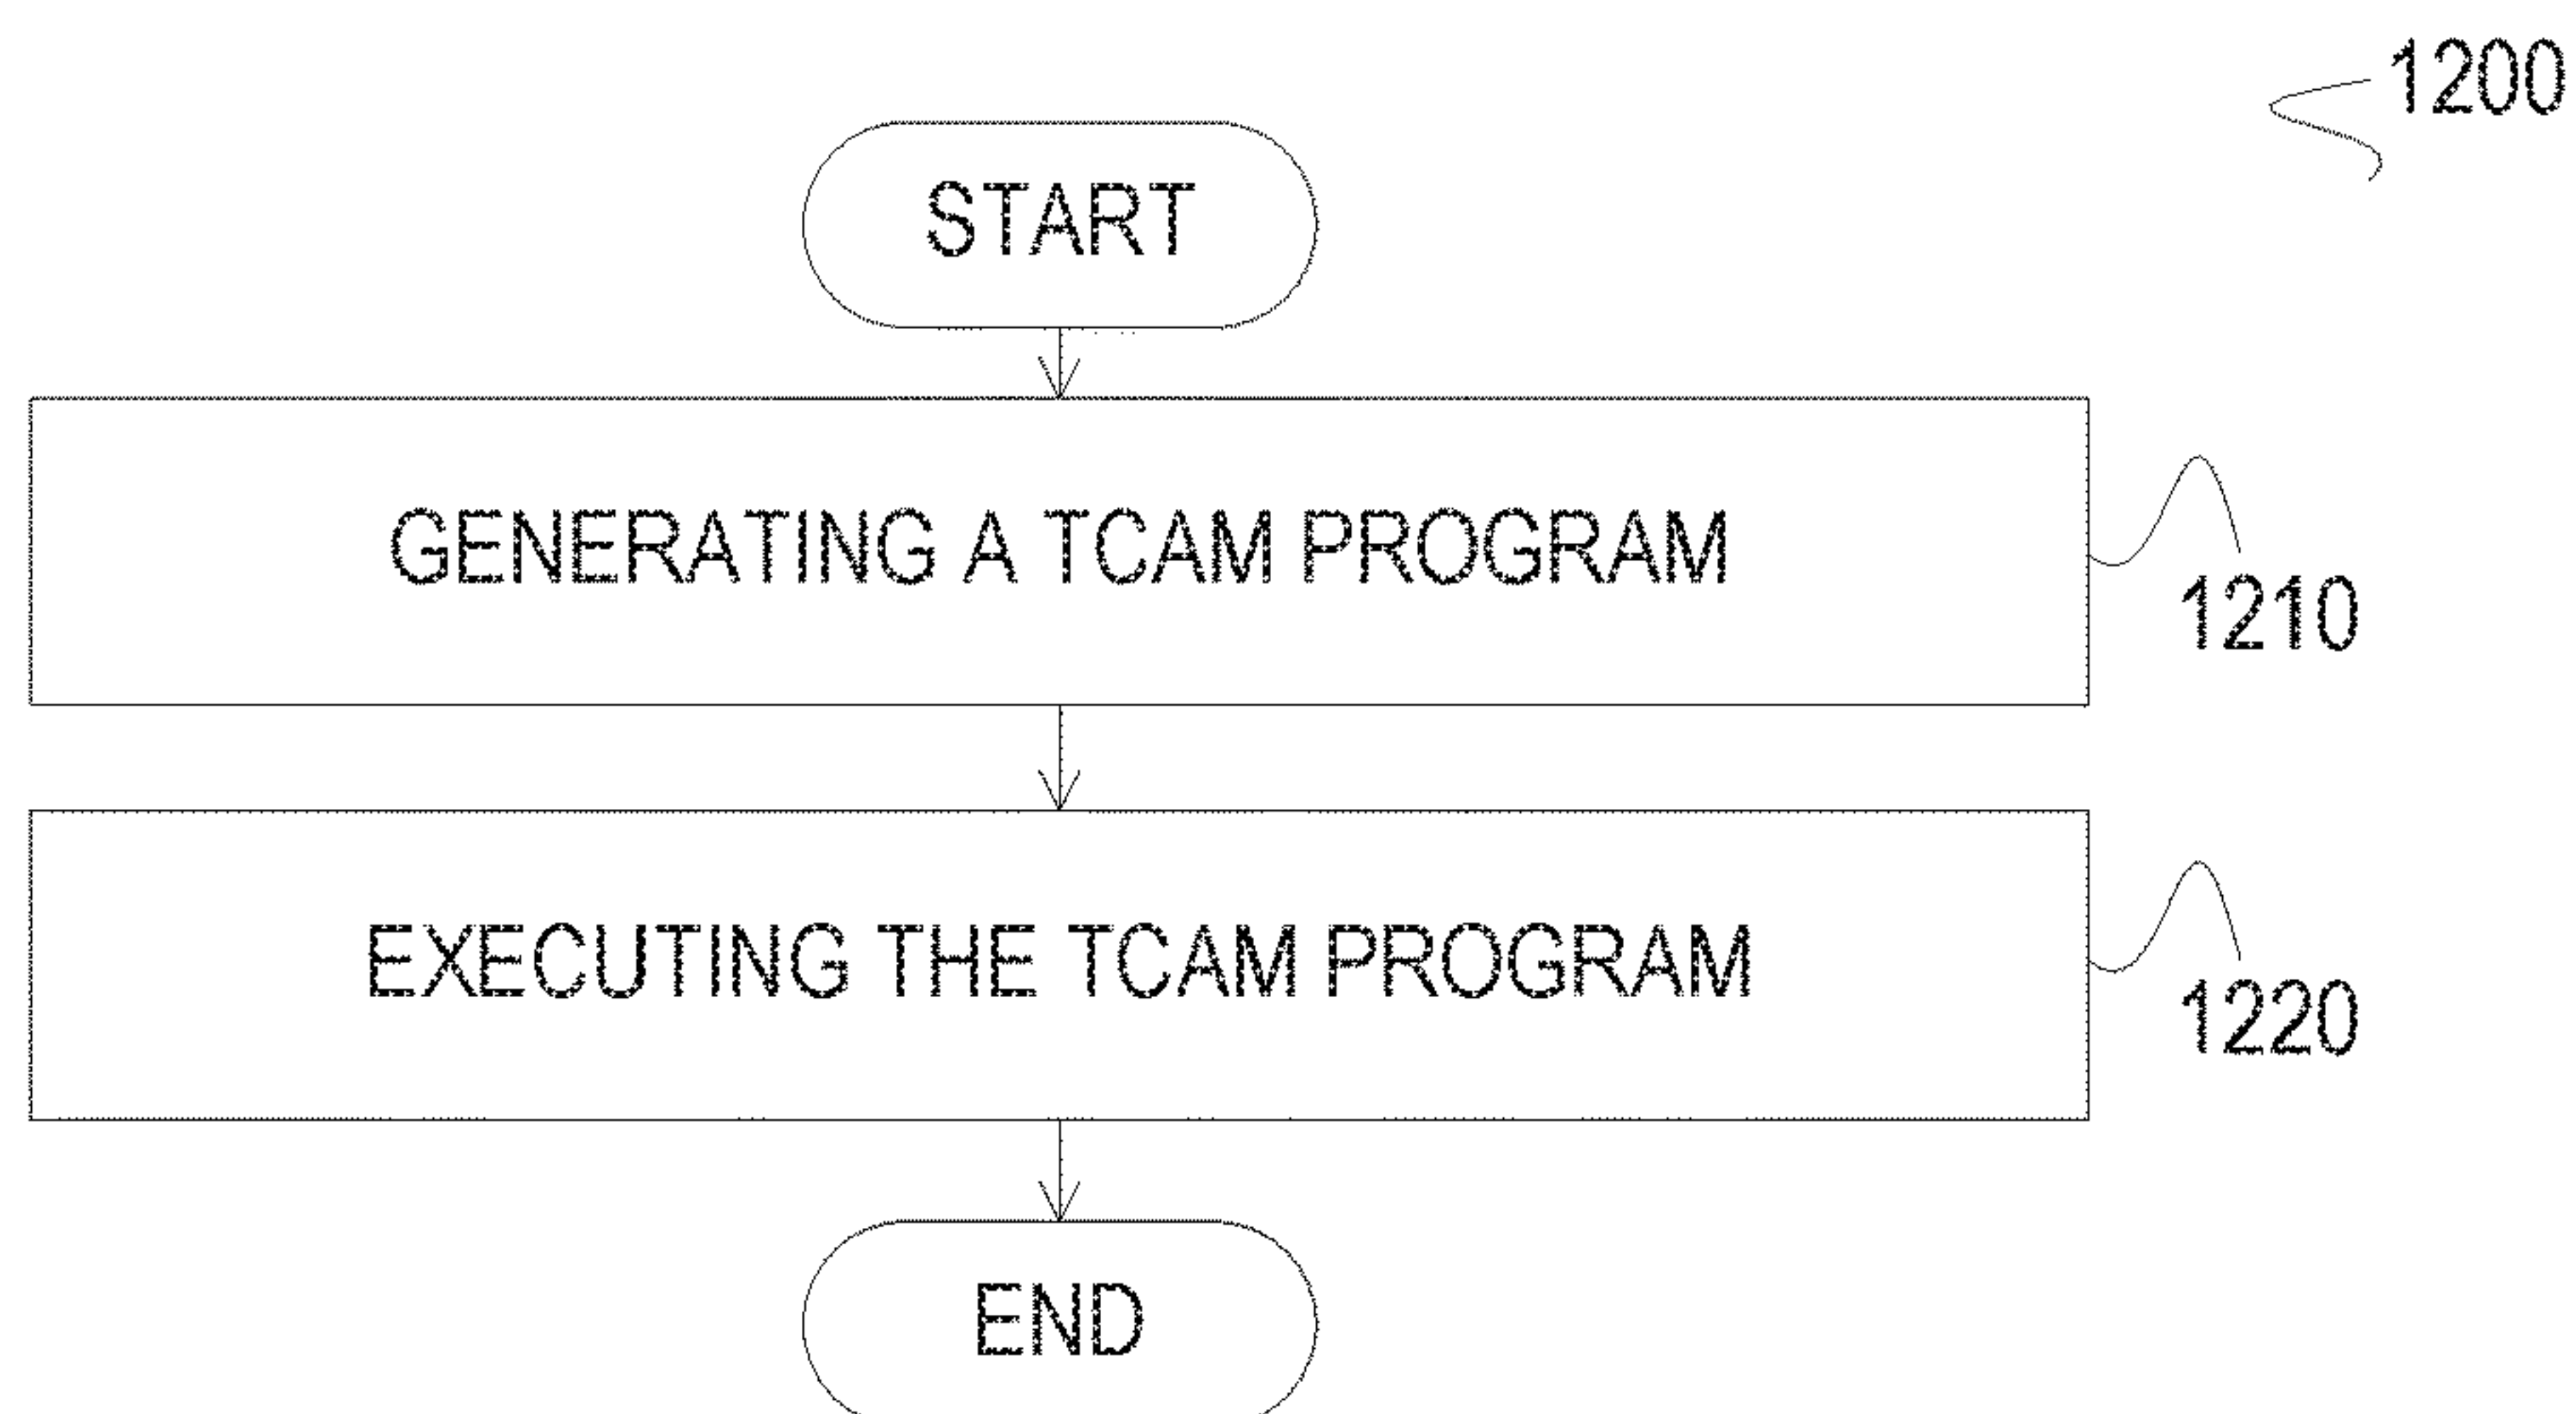 1200
START
GENERATING A TCAM PROGRAM
1210
EXECUTING THE TCAM PROGRAM
1220
END